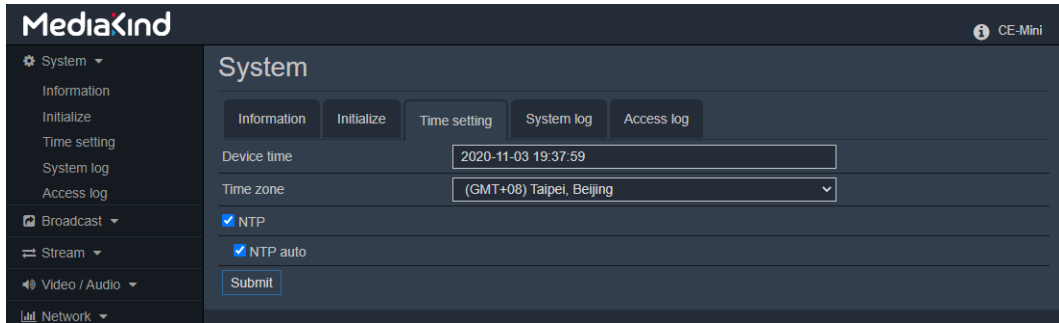 MediaKind
CE-Mini
System
Information
Initialize
Time setting
System log
Access log
Broadcast
Stream
Video / Audio
Network
System
Information Initialize Time setting System log Access log
Device time 2020-11-03 19:37:59
Time zone (GMT+08) Taipei, Beijing
NTP
NTP auto
Submit